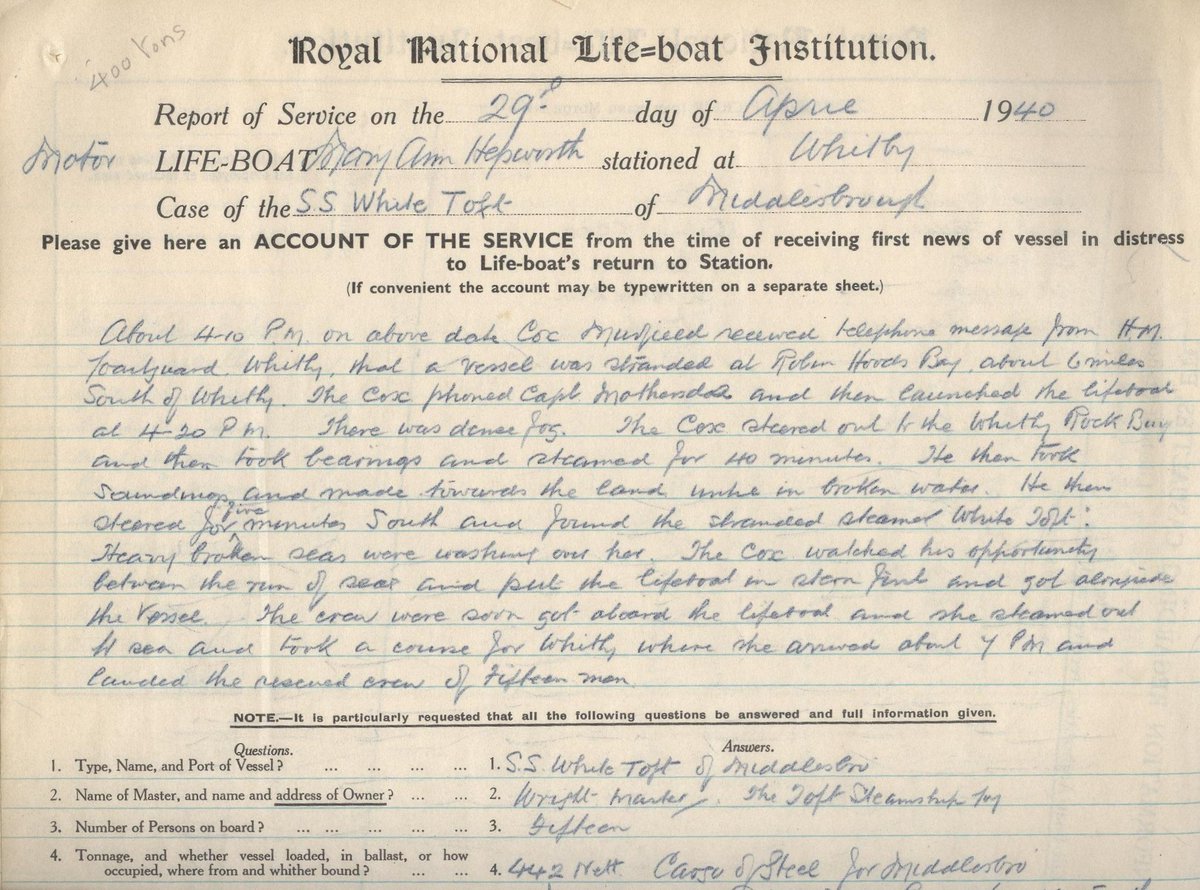 400 Tons
Royal National Life=boat Institution.
Report of Service on the 29th day of April 1940
Motor LIFE-BOAT Mary Ann Hepworth stationed at Whitby
Case of the SS White Toft of Middlesbrough
Please give here an ACCOUNT OF THE SERVICE from the time of receiving first news of vessel in distress
to Life-boat's return to Station.
(If convenient the account may be typewritten on a separate sheet.)
About 4-10 P.M. on above date Cox received telephone message from H.M.
Coastguard, Whitby, that a vessel was stranded at Robin Hoods Bay, about 6 miles
South of Whitby. The Cox phoned Capt and then launched the lifeboat
at 4-20 P.M. There was dense fog. The Cox steered out to the Whitby Rock Buoy
and then took bearings and steamed for 40 minutes. He then took
Soundings and made towards the land until in broken water. He then
steered for five minutes South and found the stranded steamer White Toft.
Heavy broken seas were washing over her. The Cox watched his opportunity
between the run of seas and put the lifeboat in stern first and got alongside
the vessel. The crew were soon got aboard the lifeboat and she steamed out
to sea and took a course for Whitby where she arrived about 7 PM and
landed the rescued crew of Fifteen men
NOTE.—It is particularly requested that all the following questions be answered and full information given.
Questions. Answers.
1. Type, Name, and Port of Vessel? ... ... ... ... 1. S.S. White Toft of Middlesbro
2. Name of Master, and name and address of Owner? ... ... 2. Wright Master. The Toft Steamship Coy
3. Number of Persons on board? ... ... ... ... ... 3. Fifteen
4. Tonnage, and whether vessel loaded, in ballast, or how
occupied, where from and whither bound? ... ... 4. 442 Nett Cargo of Steel for Middlesbro